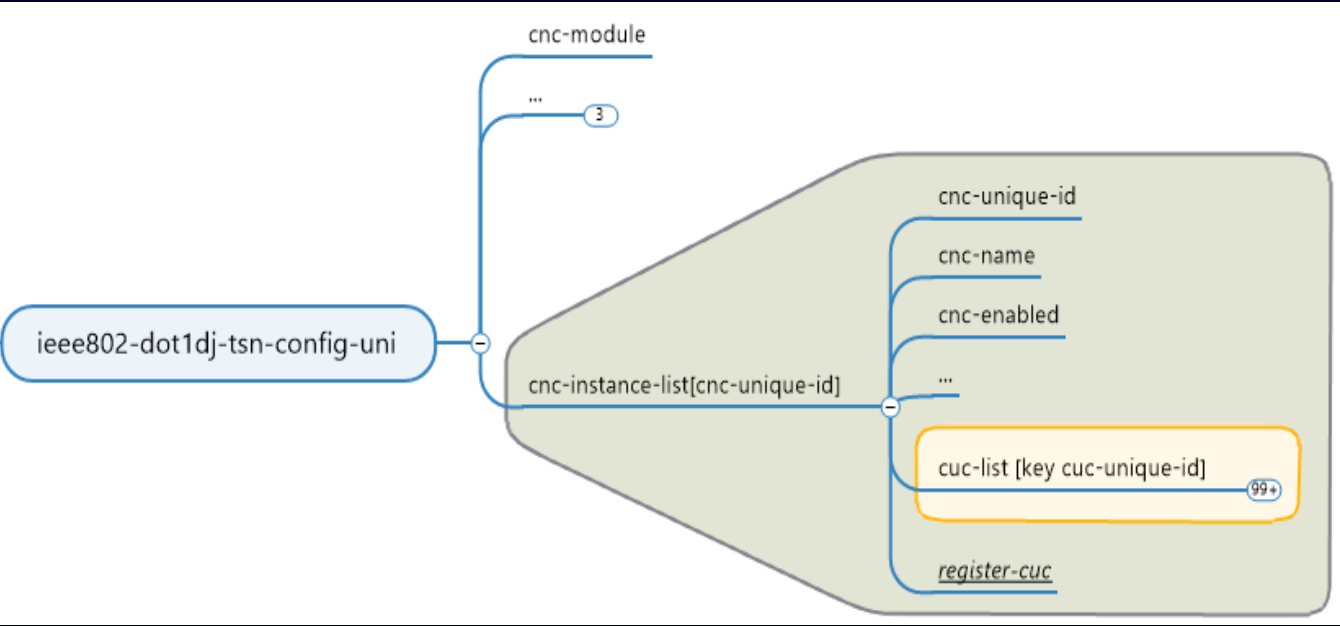 cnc-module
...
3
cnc-unique-id
cnc-name
cnc-enabled
ieee802-dot1dj-tsn-config-uni
...
cnc-instance-list[cnc-unique-id]
cuc-list [key cuc-unique-id]
99+
register-cuc